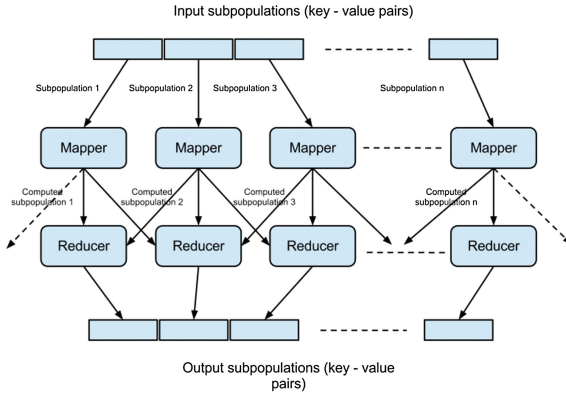 Input subpopulations (key - value pairs)
Subpopulation 1
Subpopulation 2
Subpopulation 3
Subpopulation n
Mapper
Mapper
Mapper
Mapper
Computed
subpopulation 1
Computed
subpopulation 2
Computed
subpopulation 3
Computed
subpopulation n
Reducer
Reducer
Reducer
Reducer
Output subpopulations (key - value
pairs)